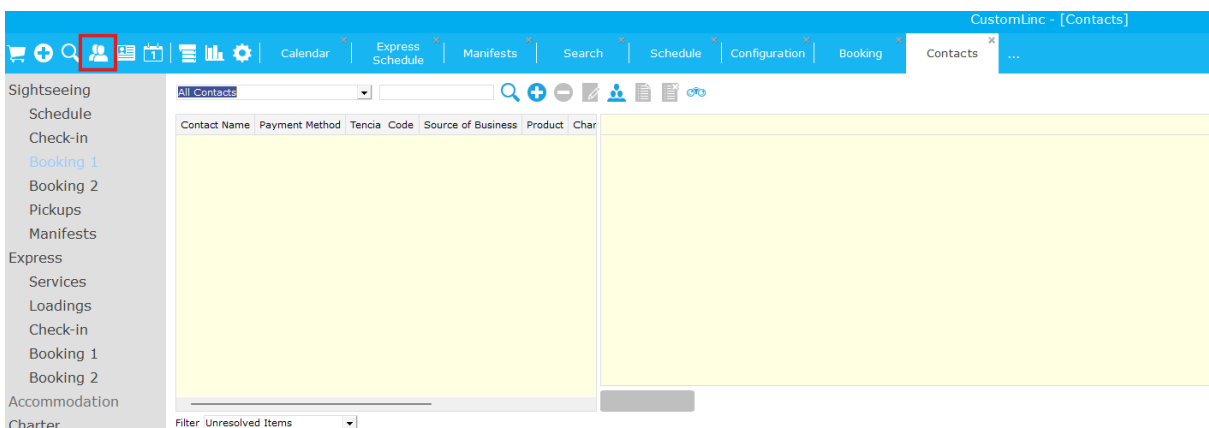 CustomLinc - [Contacts]
1
Calendar
Express
Schedule
Manifests
Search
Schedule
Configuration
Booking
Contacts
...
Sightseeing
Schedule
Check-in
Booking 1
Booking 2
Pickups
Manifests
Express
Services
Loadings
Check-in
Booking 1
Booking 2
Accommodation
Charter
All Contacts
Contact Name Payment Method Tencia Code Source of Business Product Char
Filter Unresolved Items